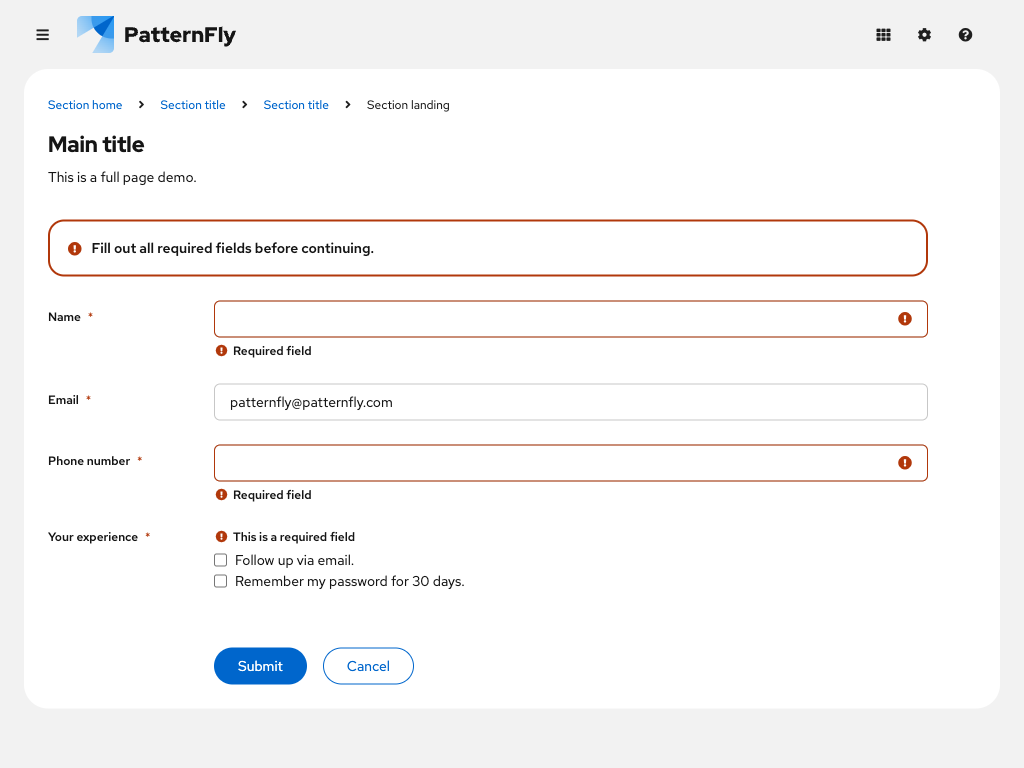 PatternFly
Section home Section title Section title Section landing
Main title
This is a full page demo.
Fill out all required fields before continuing.
Name *
Required field
Email * patternfly@patternfly.com
Phone number *
Required field
Your experience * This is a required field
Follow up via email.
Remember my password for 30 days.
Submit Cancel